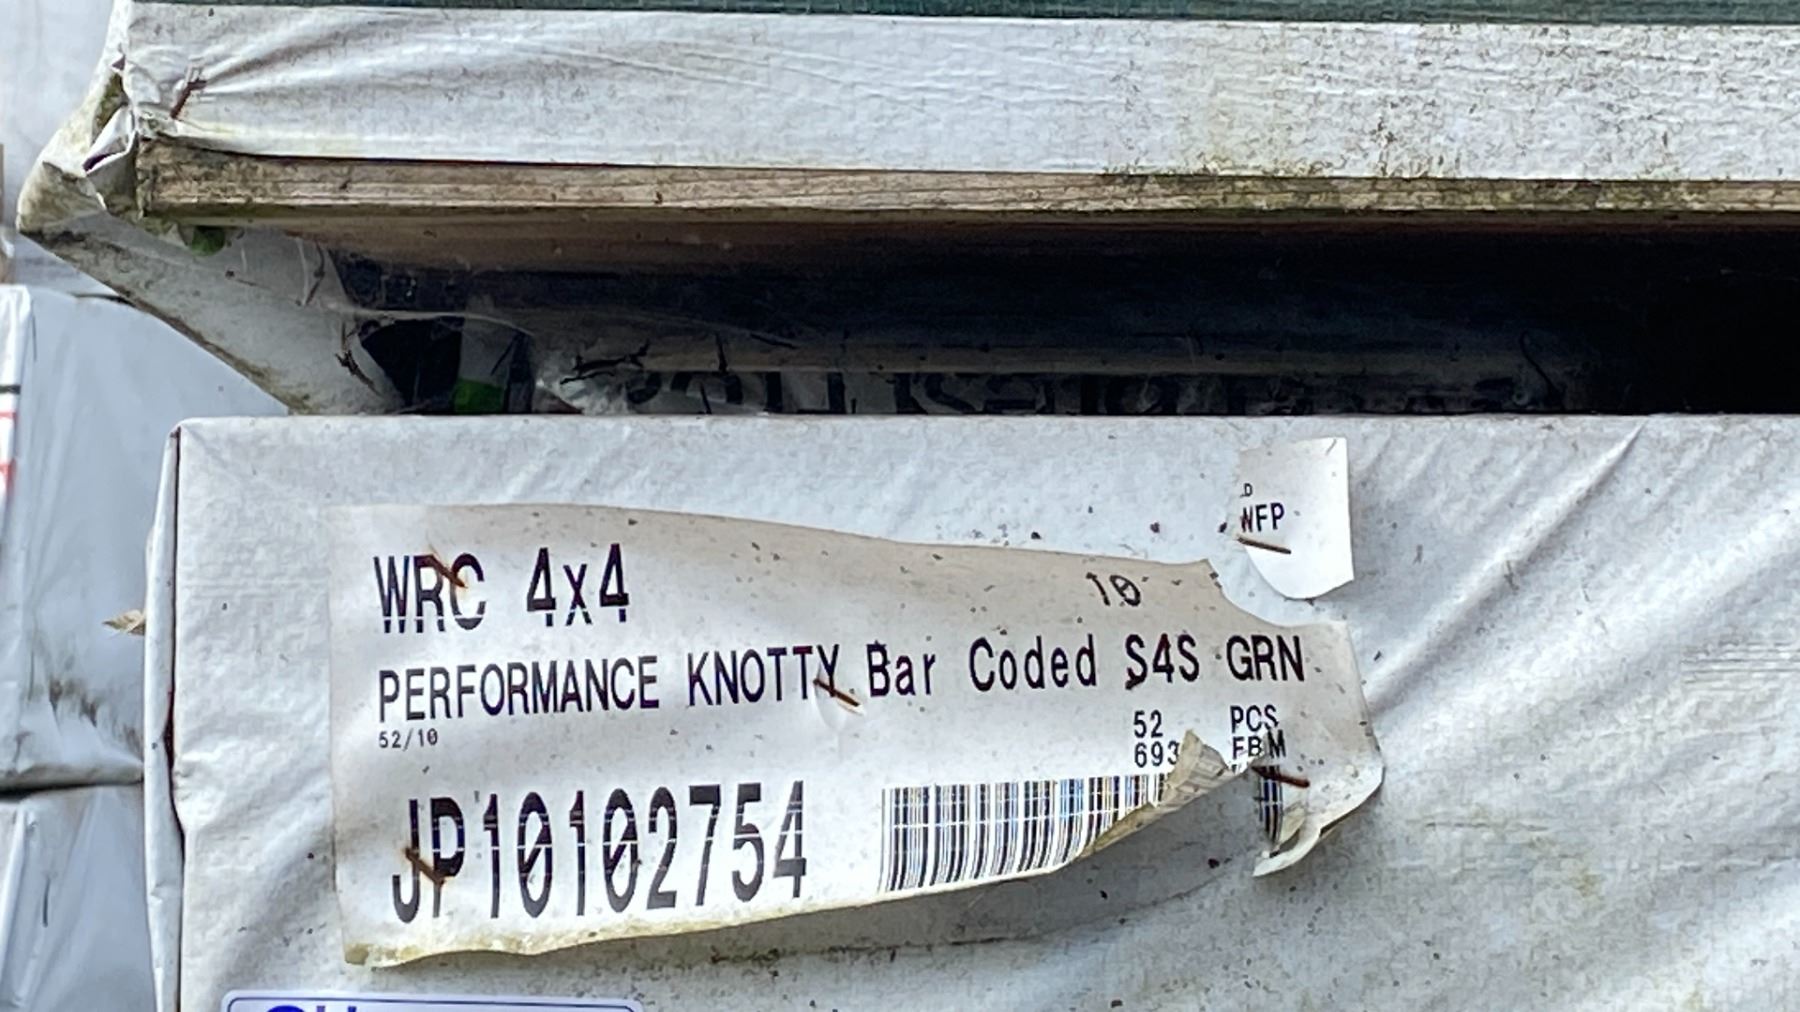 WFP
WRC 4x4 10
PERFORMANCE KNOTTY Bar Coded S4S GRN
52/10 52 PCS
693 FBM
JP10102754